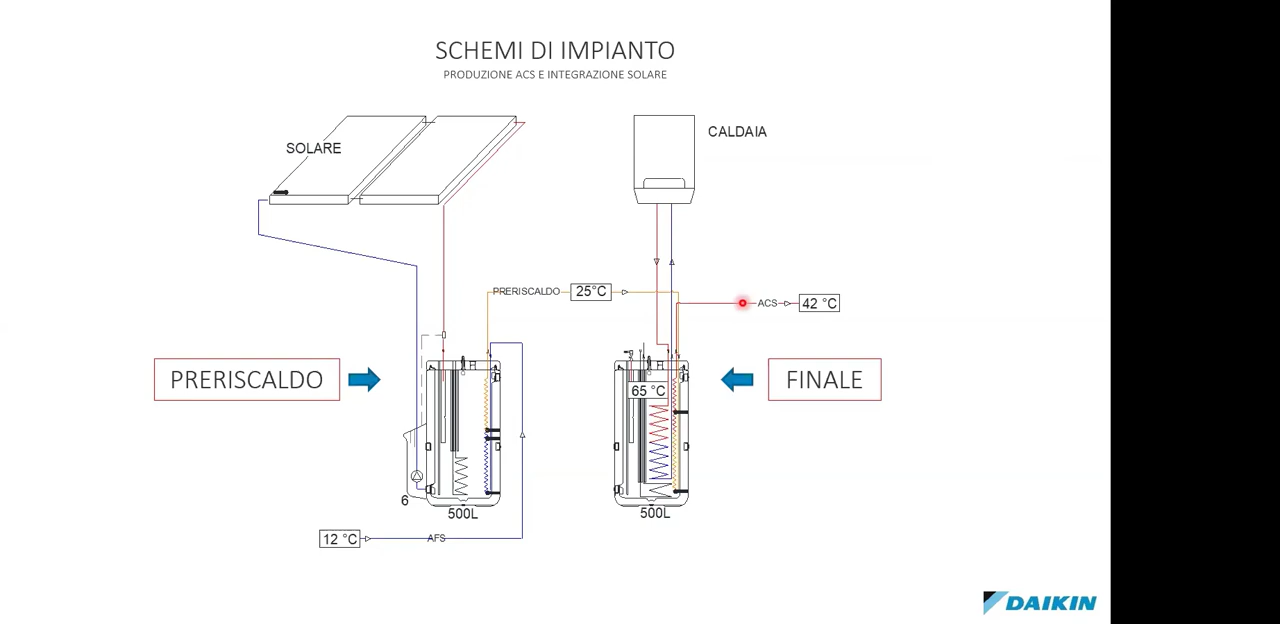 SCHEMI DI IMPIANTO
PRODUZIONE ACS E INTEGRAZIONE SOLARE
SOLARE
CALDAIA
PRERISCALDO
25°C
ACS
42 °C
PRERISCALDO
65 °C
FINALE
6
500L
500L
12 °C
AFS
DAIKIN